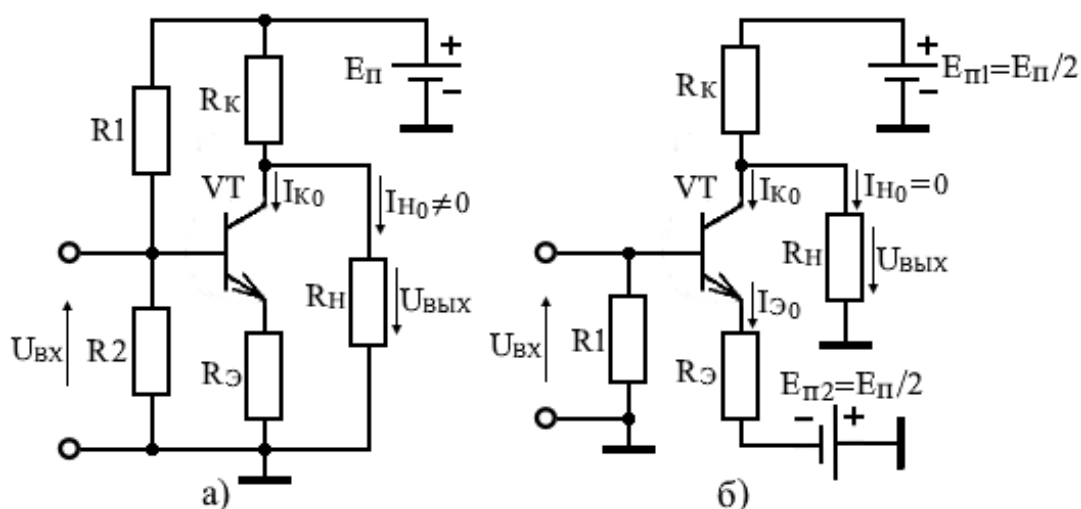 +
Eп
−
Rк
R1
VT
Iк0
Iн0≠0
Rн
Uвых
Uвх
R2
Rэ
а)
+
Eп1=Eп/2
−
Rк
VT
Iк0
Iн0=0
Rн
Uвых
Iэ0
Uвх
R1
Rэ
Eп2=Eп/2
− +
б)